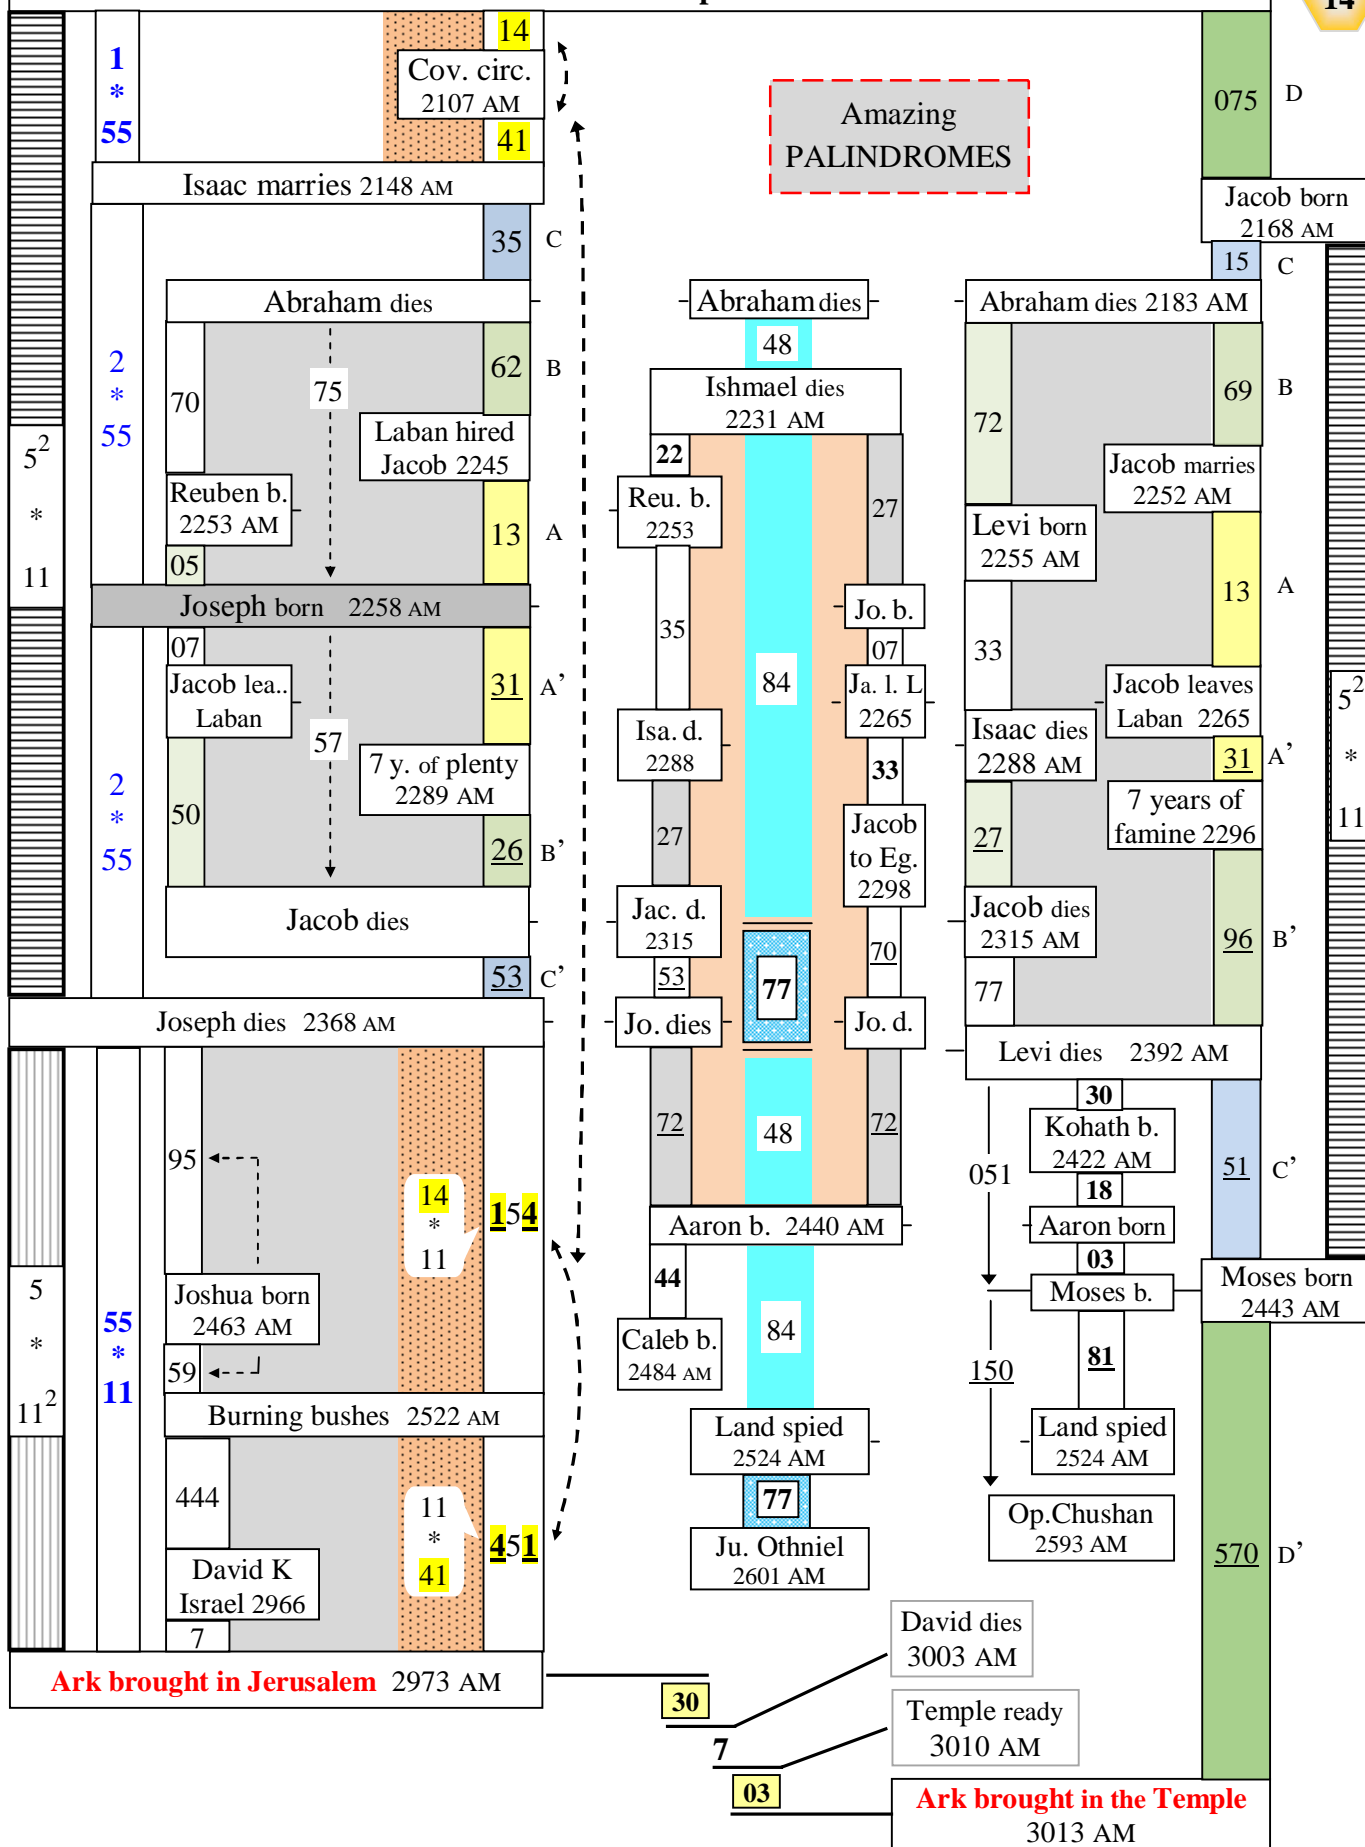 14
1
*
55
14
Cov. circ.
2107 AM
41
Isaac marries 2148 AM
Amazing
PALINDROMES
075 D
Jacob born
2168 AM
35 C
15 C
Abraham dies
Abraham dies
Abraham dies 2183 AM
5²
*
11
2
*
55
70
75
62 B
Laban hired
Jacob 2245
Reuben b.
2253 AM
13 A
05
Joseph born 2258 AM
2
*
55
07
Jacob lea..
Laban
57
31 A'
7 y. of plenty
2289 AM
50
26 B'
Jacob dies
53 C'
Joseph dies 2368 AM
48
Ishmael dies
2231 AM
22
Reu. b.
2253
27
35
84
Jo. b.
07
Ja. l. L
2265
Isa. d.
2288
33
27
Jacob
to Eg.
2298
Jac. d.
2315
53
77
70
Jo. dies
Jo. d.
72
48
72
Aaron b. 2440 AM
44
84
Caleb b.
2484 AM
Land spied
2524 AM
77
Ju. Othniel
2601 AM
72
69 B
Jacob marries
2252 AM
Levi born
2255 AM
13 A
33
Jacob leaves
Laban 2265
Isaac dies
2288 AM
31 A'
7 years of
famine 2296
27
Jacob dies
2315 AM
96 B'
77
5²
*
11
Levi dies 2392 AM
30
Kohath b.
2422 AM
051
18
51 C'
Aaron born
03
Moses b.
Moses born
2443 AM
150
81
Land spied
2524 AM
Op.Chushan
2593 AM
570 D'
5
*
11²
55
*
11
95
14
*
11
154
Joshua born
2463 AM
59
Burning bushes 2522 AM
444
11
*
41
451
David K
Israel 2966
7
Ark brought in Jerusalem 2973 AM
David dies
3003 AM
30
Temple ready
3010 AM
7
03
Ark brought in the Temple
3013 AM